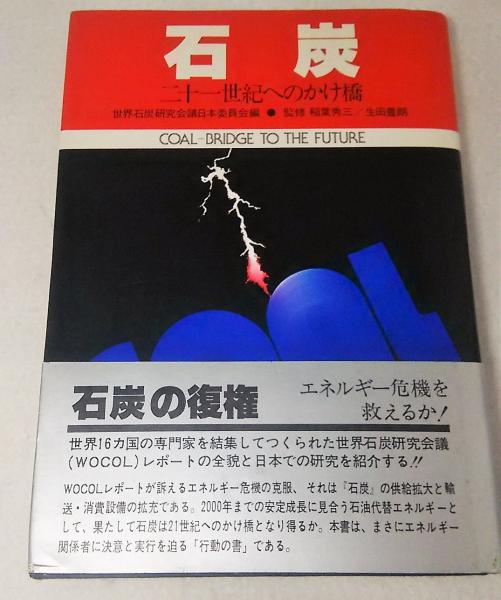 石炭
二十一世紀へのかけ橋
世界石炭研究会議日本委員会編 ● 監修 稲葉秀三／生田豊朗
COAL–BRIDGE TO THE FUTURE
coal
石炭の復権 エネルギー危機を
救えるか!
世界16カ国の専門家を結集してつくられた世界石炭研究会議
(WOCOL)レポートの全貌と日本での研究を紹介する!!
WOCOLレポートが訴えるエネルギー危機の克服、それは『石炭』の供給拡大と輸
送・消費設備の拡充である。2000年までの安定成長に見合う石油代替エネルギーと
して、果たして石炭は21世紀へのかけ橋となり得るか。本書は、まさにエネルギー
関係者に決意と実行を迫る「行動の書」である。